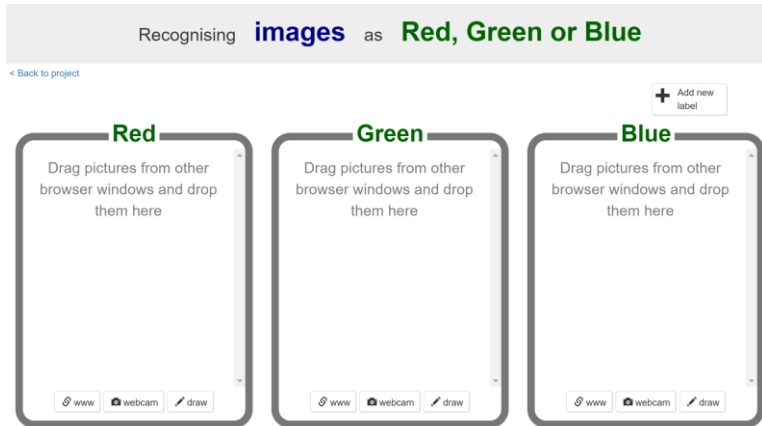 Recognising images as Red, Green or Blue
< Back to project
Add new
label
Red
Drag pictures from other
browser windows and drop
them here
www webcam draw
Green
Drag pictures from other
browser windows and drop
them here
www webcam draw
Blue
Drag pictures from other
browser windows and drop
them here
www webcam draw